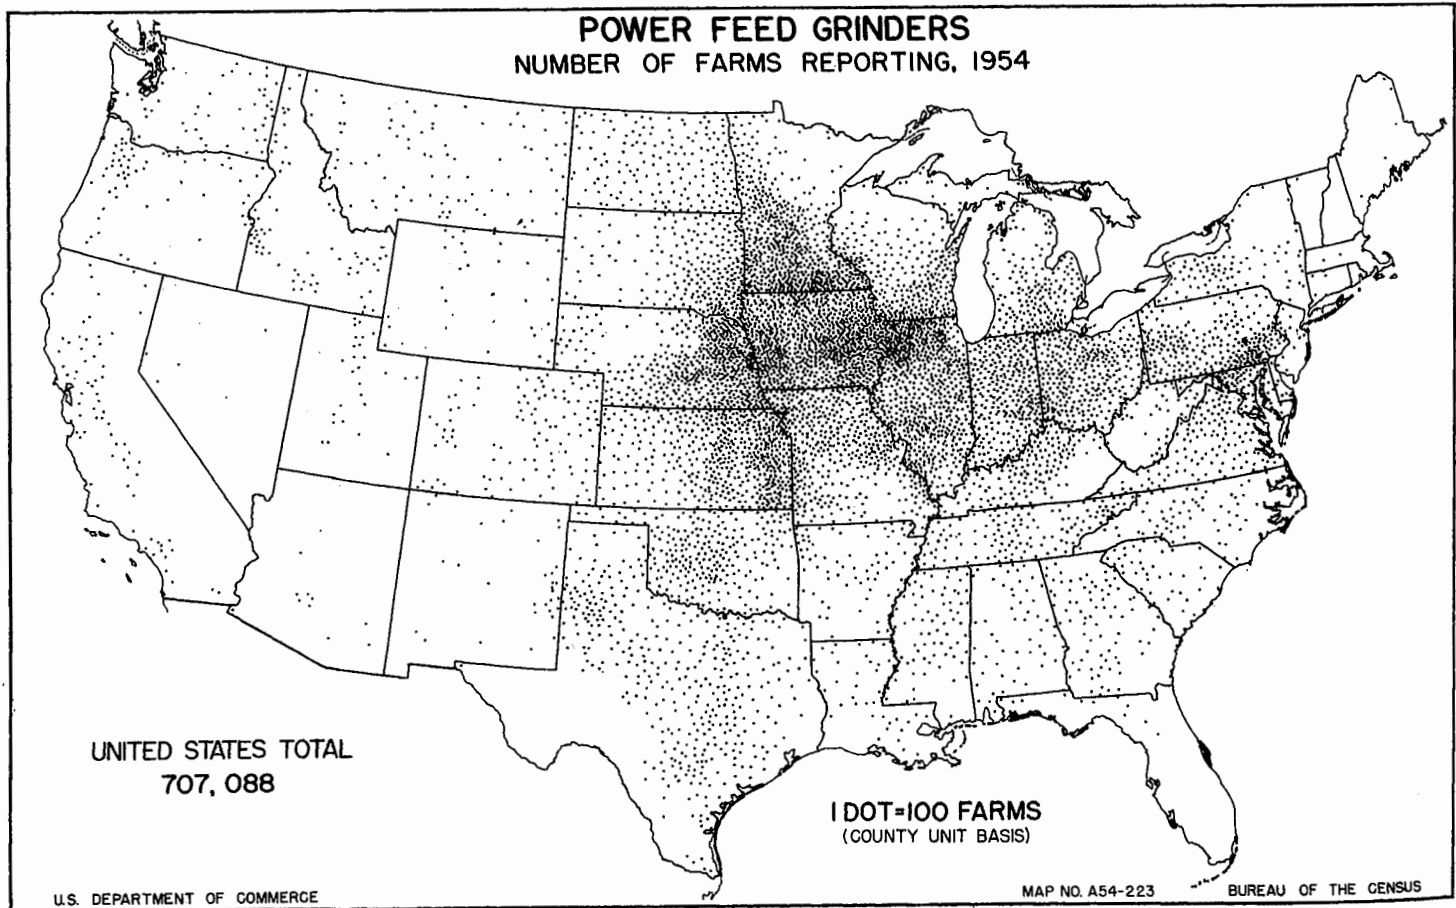 POWER FEED GRINDERS
NUMBER OF FARMS REPORTING, 1954
UNITED STATES TOTAL
707, 088
1 DOT=100 FARMS
(COUNTY UNIT BASIS)
U.S. DEPARTMENT OF COMMERCE
MAP NO. A54-223
BUREAU OF THE CENSUS